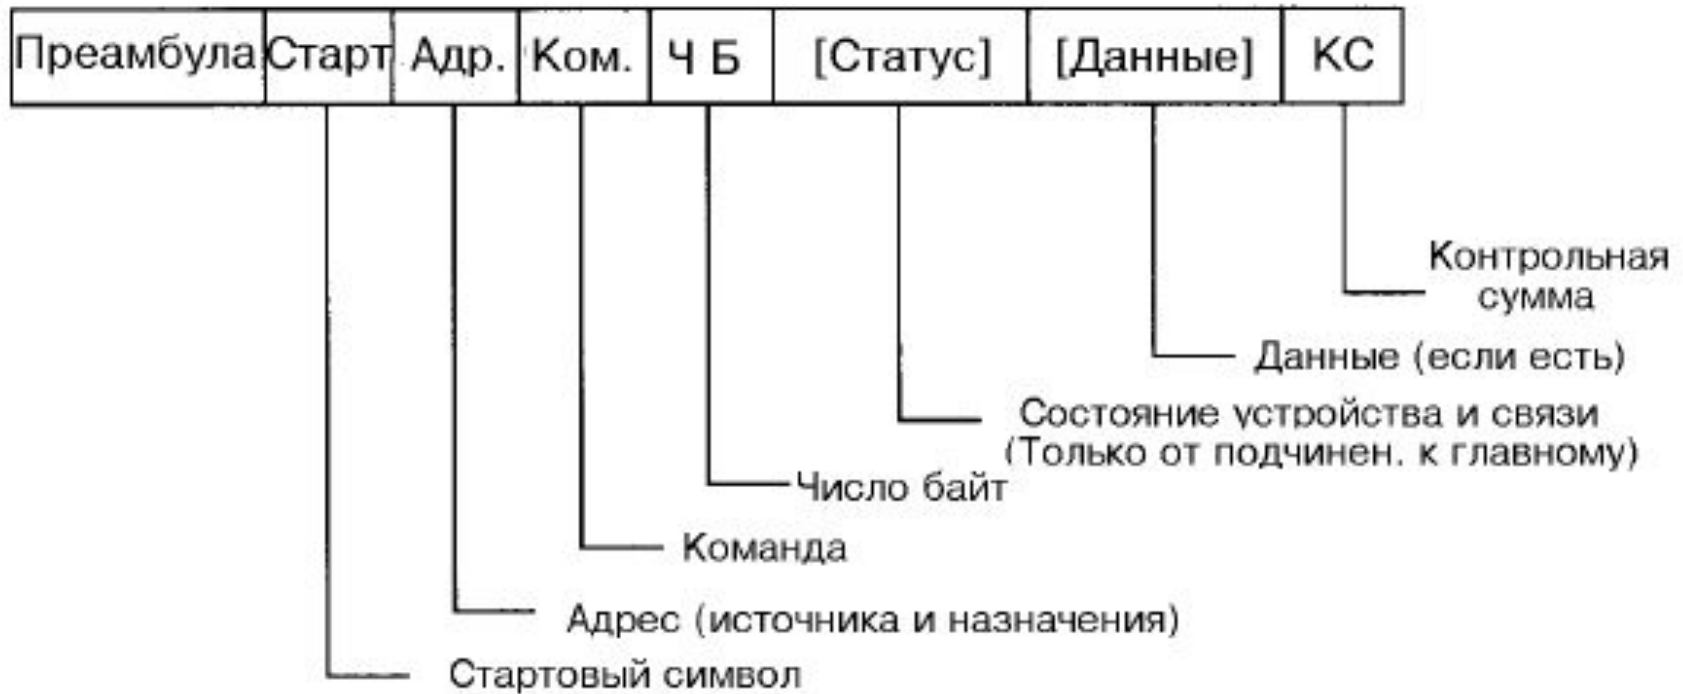 Преамбула Старт Адр. Ком. Ч Б [Статус] [Данные] КС
Контрольная
сумма
Данные (если есть)
Состояние устройства и связи
(Только от подчинен. к главному)
Число байт
Команда
Адрес (источника и назначения)
Стартовый символ